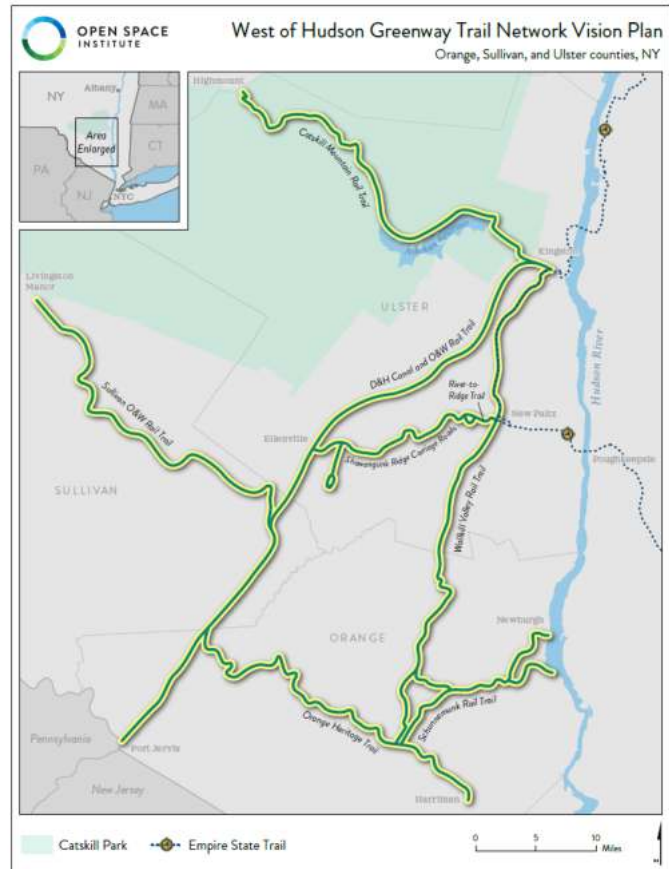 OPEN SPACE
INSTITUTE
West of Hudson Greenway Trail Network Vision Plan
Orange, Sullivan, and Ulster counties, NY
NY
Albany
MA
Area
Enlarged
CT
PA
NJ
NYC
Highmount
Catskill Mountain Rail Trail
Kingston
Livingston
Manor
ULSTER
Hudson River
D&H Canal and O&W Rail Trail
Sullivan O&W Rail Trail
River-to-
Ridge Trail
New Paltz
Ellenville
Shawangunk Ridge Carriage Roads
Poughkeepsie
SULLIVAN
Wallkill Valley Rail Trail
ORANGE
Newburgh
Schunnemunk Rail Trail
Orange Heritage Trail
Pennsylvania
Port Jervis
New Jersey
Harriman
Catskill Park
Empire State Trail
0 5 10
Miles
N